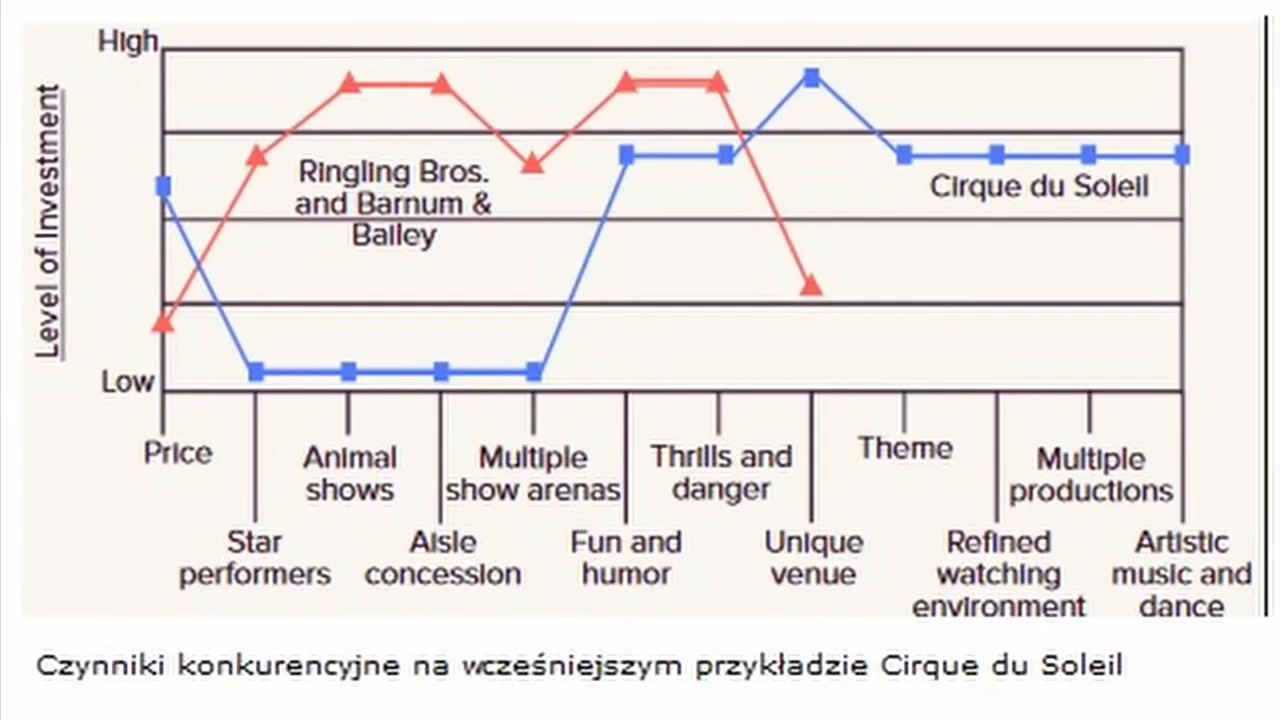 High
Level of Investment
Ringling Bros.
and Barnum &
Bailey
Cirque du Soleil
Low
Price
Animal
shows
Multiple
show arenas
Thrills and
danger
Theme
Multiple
productions
Star
performers
Aisle
concession
Fun and
humor
Unique
venue
Refined
watching
environment
Artistic
music and
dance
Czynniki konkurencyjne na wcześniejszym przykładzie Cirque du Soleil